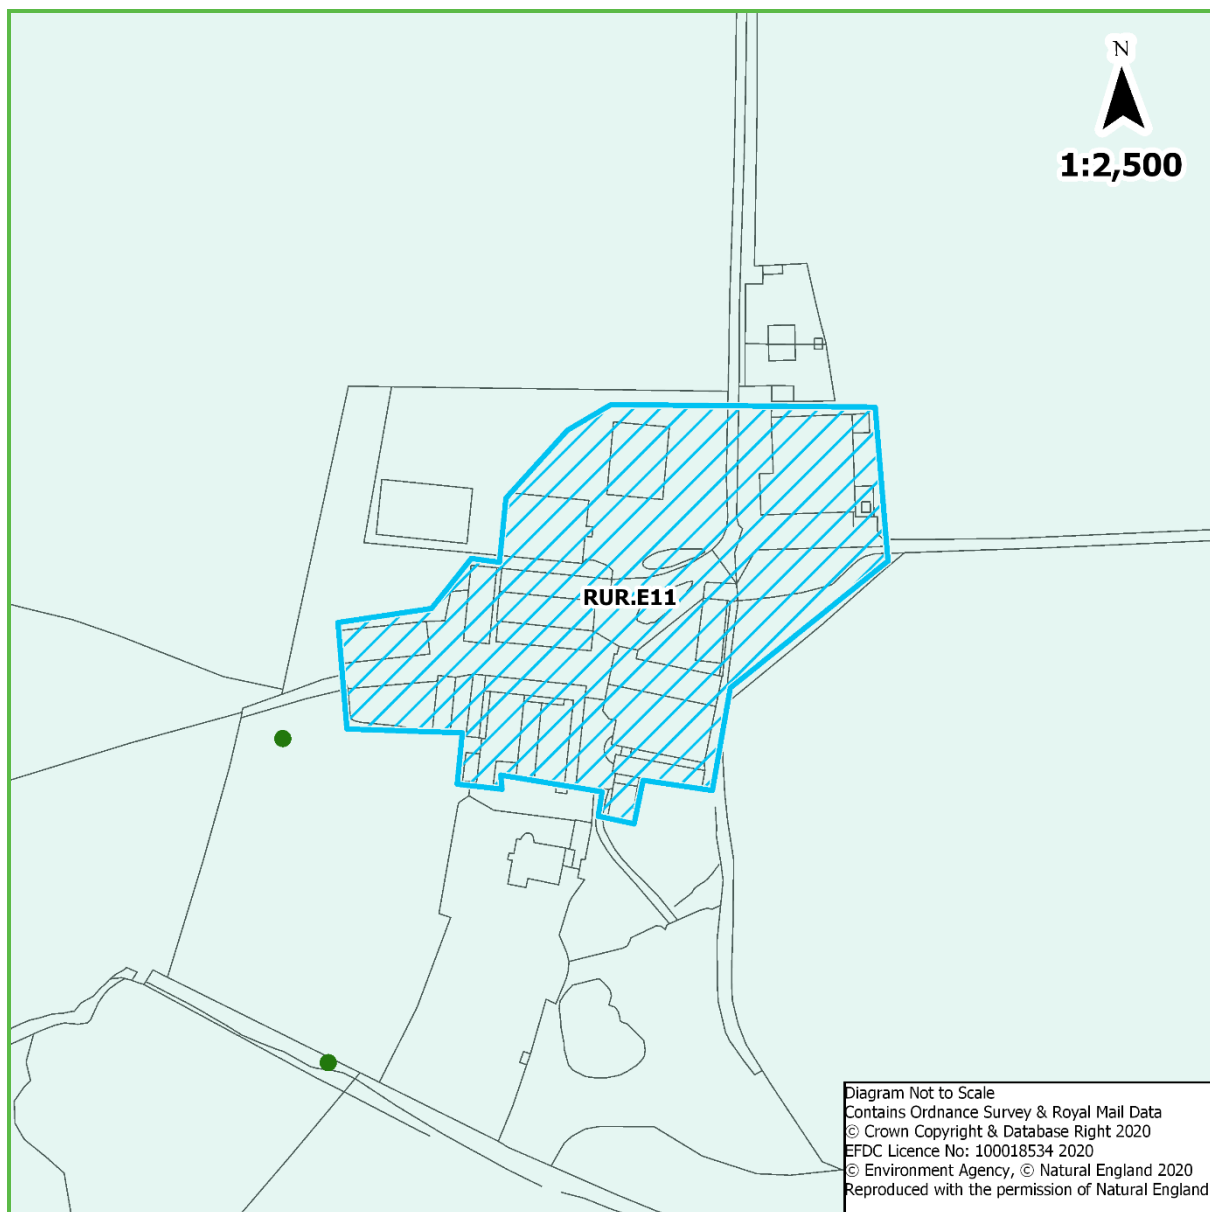 N
1:2,500
RUR.E11
Diagram Not to Scale
Contains Ordnance Survey & Royal Mail Data
© Crown Copyright & Database Right 2020
EFDC Licence No: 100018534 2020
© Environment Agency, © Natural England 2020
Reproduced with the permission of Natural England